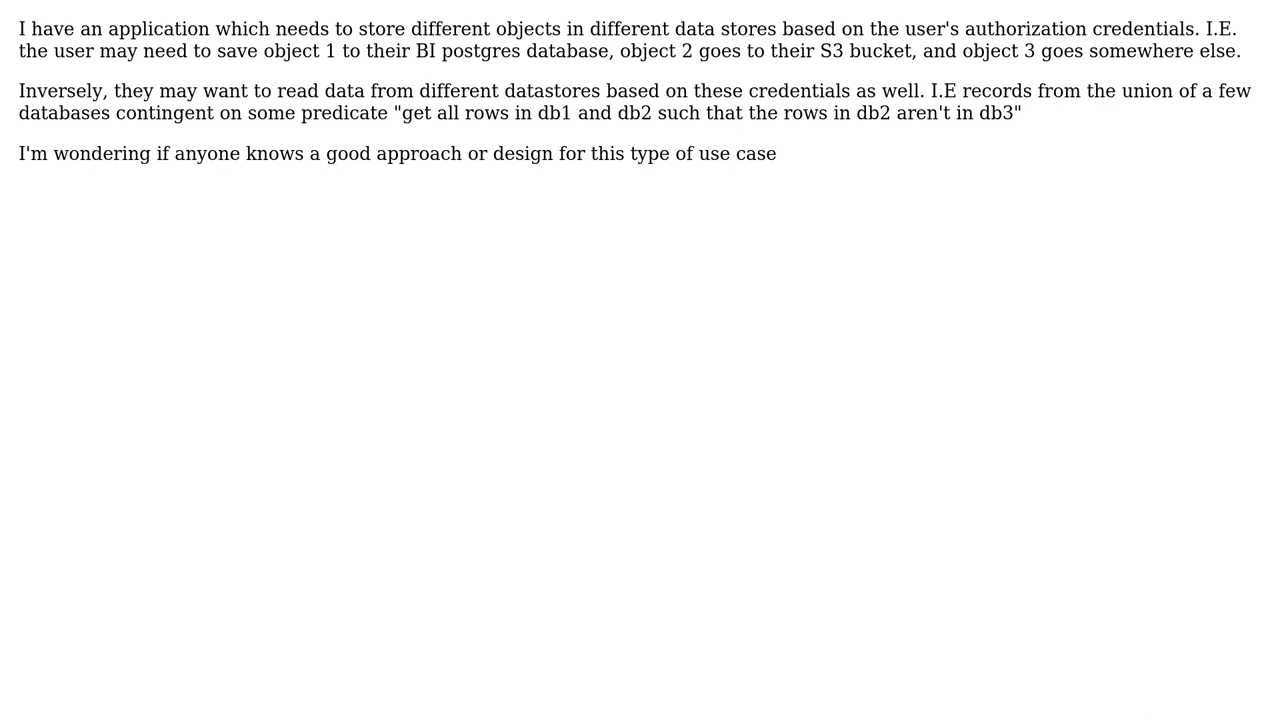 I have an application which needs to store different objects in different data stores based on the user's authorization credentials. I.E.
the user may need to save object 1 to their BI postgres database, object 2 goes to their S3 bucket, and object 3 goes somewhere else.
Inversely, they may want to read data from different datastores based on these credentials as well. I.E records from the union of a few
databases contingent on some predicate "get all rows in db1 and db2 such that the rows in db2 aren't in db3"
I'm wondering if anyone knows a good approach or design for this type of use case